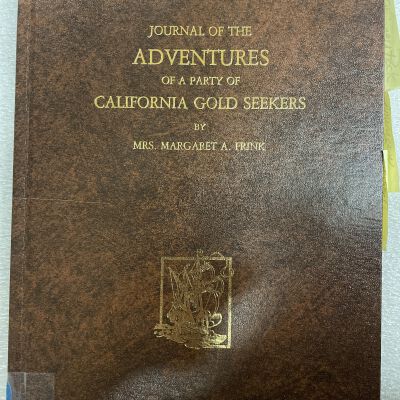 JOURNAL OF THE
ADVENTURES
OF A PARTY OF
CALIFORNIA GOLD SEEKERS
BY
MRS. MARGARET A. FRINK